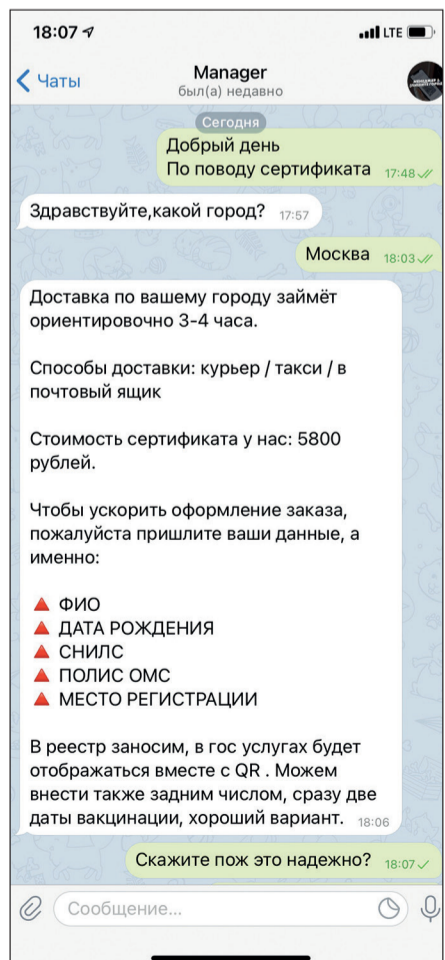 18:07
LTE
Чаты
Manager
был(а) недавно
Сегодня
Добрый день
По поводу сертификата 17:48
Здравствуйте,какой город? 17:57
Москва 18:03
Доставка по вашему городу займёт
ориентировочно 3-4 часа.
Способы доставки: курьер / такси / в
почтовый ящик
Стоимость сертификата у нас: 5800
рублей.
Чтобы ускорить оформление заказа,
пожалуйста пришлите ваши данные, а
именно:
🔺 ФИО
🔺 ДАТА РОЖДЕНИЯ
🔺 СНИЛС
🔺 ПОЛИС ОМС
🔺 МЕСТО РЕГИСТРАЦИИ
В реестр заносим, в гос услугах будет
отображаться вместе с QR . Можем
внести также задним числом, сразу две
даты вакцинации, хороший вариант. 18:06
Скажите пож это надежно? 18:07
Сообщение...